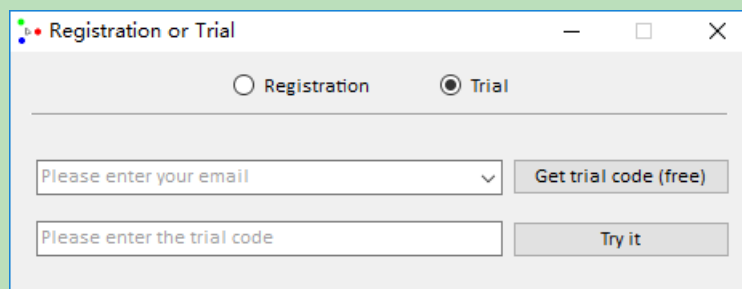 Registration or Trial
Registration Trial
Please enter your email Get trial code (free)
Please enter the trial code Try it